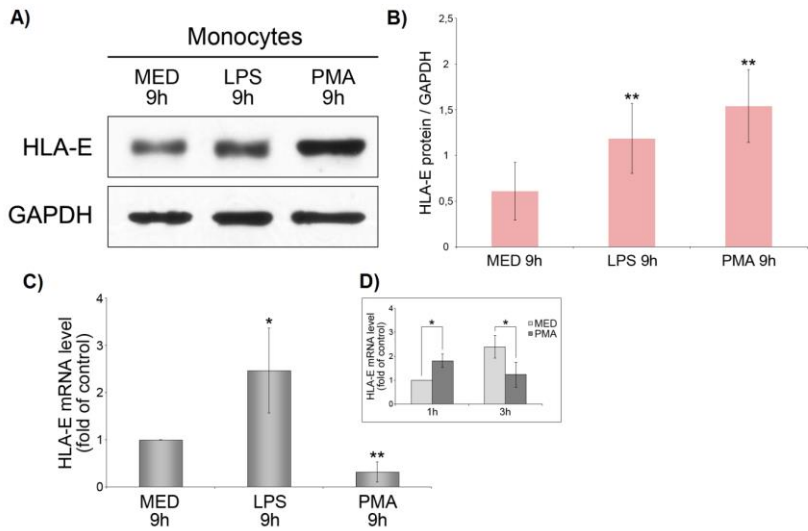 A)
Monocytes
MED LPS PMA
9h 9h 9h
HLA-E
GAPDH
B)
HLA-E protein / GAPDH
2,5
2
1,5
1
0,5
0
**
**
MED 9h LPS 9h PMA 9h
C)
HLA-E mRNA level
(fold of control)
4
3
2
1
0
*
**
MED LPS PMA
9h 9h 9h
D)
HLA-E mRNA level
(fold of control)
4
3
2
1
0
*
*
MED
PMA
1h 3h